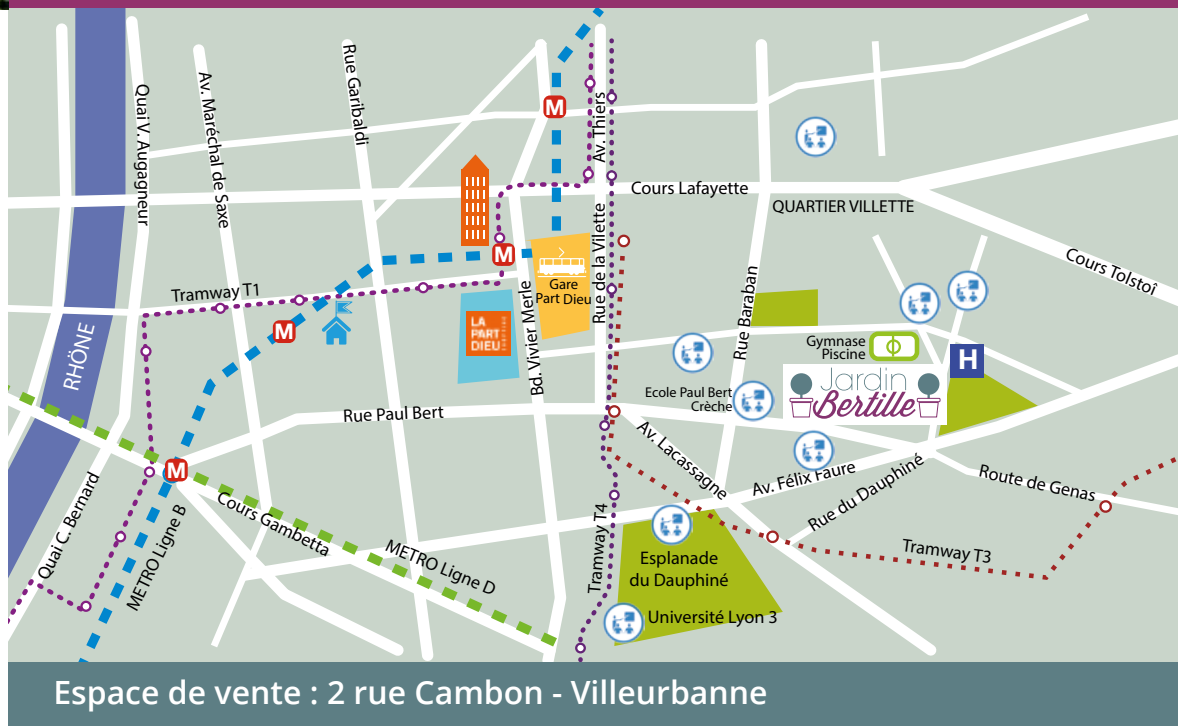 Quai V. Augagneur
Av. Maréchal de Saxe
Rue Garibaldi
M
Av. Thiers
Cours Lafayette
QUARTIER VILLETTE
Cours Tolstoî
M
Gare
Part Dieu
Rue de la Vilette
Tramway T1
M
LA
PART
DIEU
Bd. Vivier Merle
Rue Baraban
RHÖNE
Gymnase
Piscine
H
Ecole Paul Bert
Crèche
Jardin
Bertille
Rue Paul Bert
Av. Lacassagne
M
Av. Félix Faure
Rue du Dauphiné
Route de Genas
Quai C. Bernard
METRO Ligne B
Cours Gambetta
METRO Ligne D
Tramway T4
Tramway T3
Esplanade
du Dauphiné
Université Lyon 3
Espace de vente : 2 rue Cambon - Villeurbanne